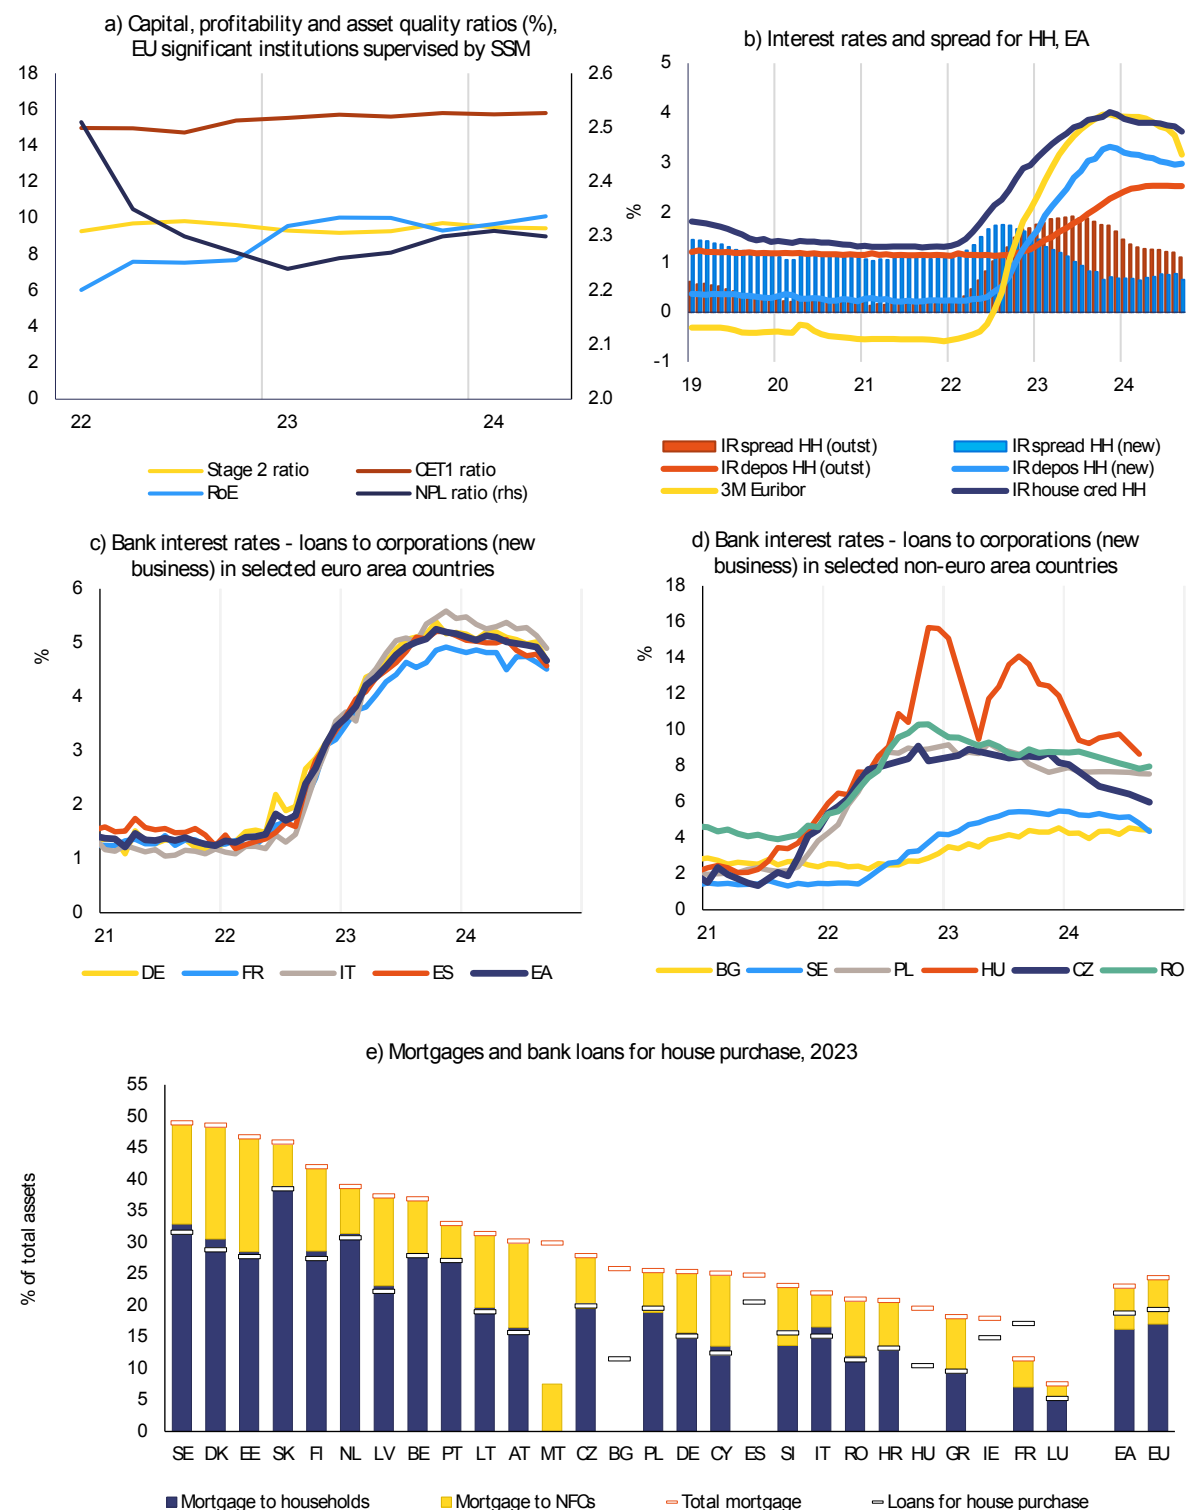 a) Capital, profitability and asset quality ratios (%),
EU significant institutions supervised by SSM
18
16
14
12
10
8
6
4
2
0
2.6
2.5
2.4
2.3
2.2
2.1
2.0
22
23
24
Stage 2 ratio
CET1 ratio
RoE
NPL ratio (rhs)
b) Interest rates and spread for HH, EA
%
5
4
3
2
1
0
-1
19
20
21
22
23
24
IR spread HH (outst)
IR spread HH (new)
IR depos HH (outst)
IR depos HH (new)
3M Euribor
IR house cred HH
c) Bank interest rates - loans to corporations (new
business) in selected euro area countries
%
6
5
4
3
2
1
0
21
22
23
24
DE
FR
IT
ES
EA
d) Bank interest rates - loans to corporations (new
business) in selected non-euro area countries
%
18
16
14
12
10
8
6
4
2
0
21
22
23
24
BG
SE
PL
HU
CZ
RO
e) Mortgages and bank loans for house purchase, 2023
% of total assets
55
50
45
40
35
30
25
20
15
10
5
0
SE DK EE SK FI NL LV BE PT LT AT MT CZ BG PL DE CY ES SI IT RO HR HU GR IE FR LU EA EU
Mortgage to households
Mortgage to NFCs
Total mortgage
Loans for house purchase